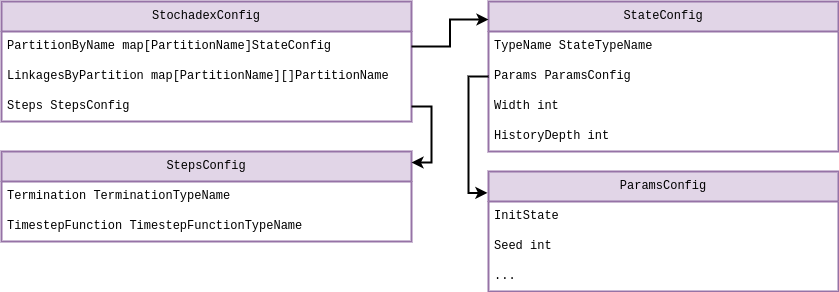 StochadexConfig
PartitionByName map[PartitionName]StateConfig
LinkagesByPartition map[PartitionName][]PartitionName
Steps StepsConfig
StepsConfig
Termination TerminationTypeName
TimestepFunction TimestepFunctionTypeName
StateConfig
TypeName StateTypeName
Params ParamsConfig
Width int
HistoryDepth int
ParamsConfig
InitState
Seed int
...